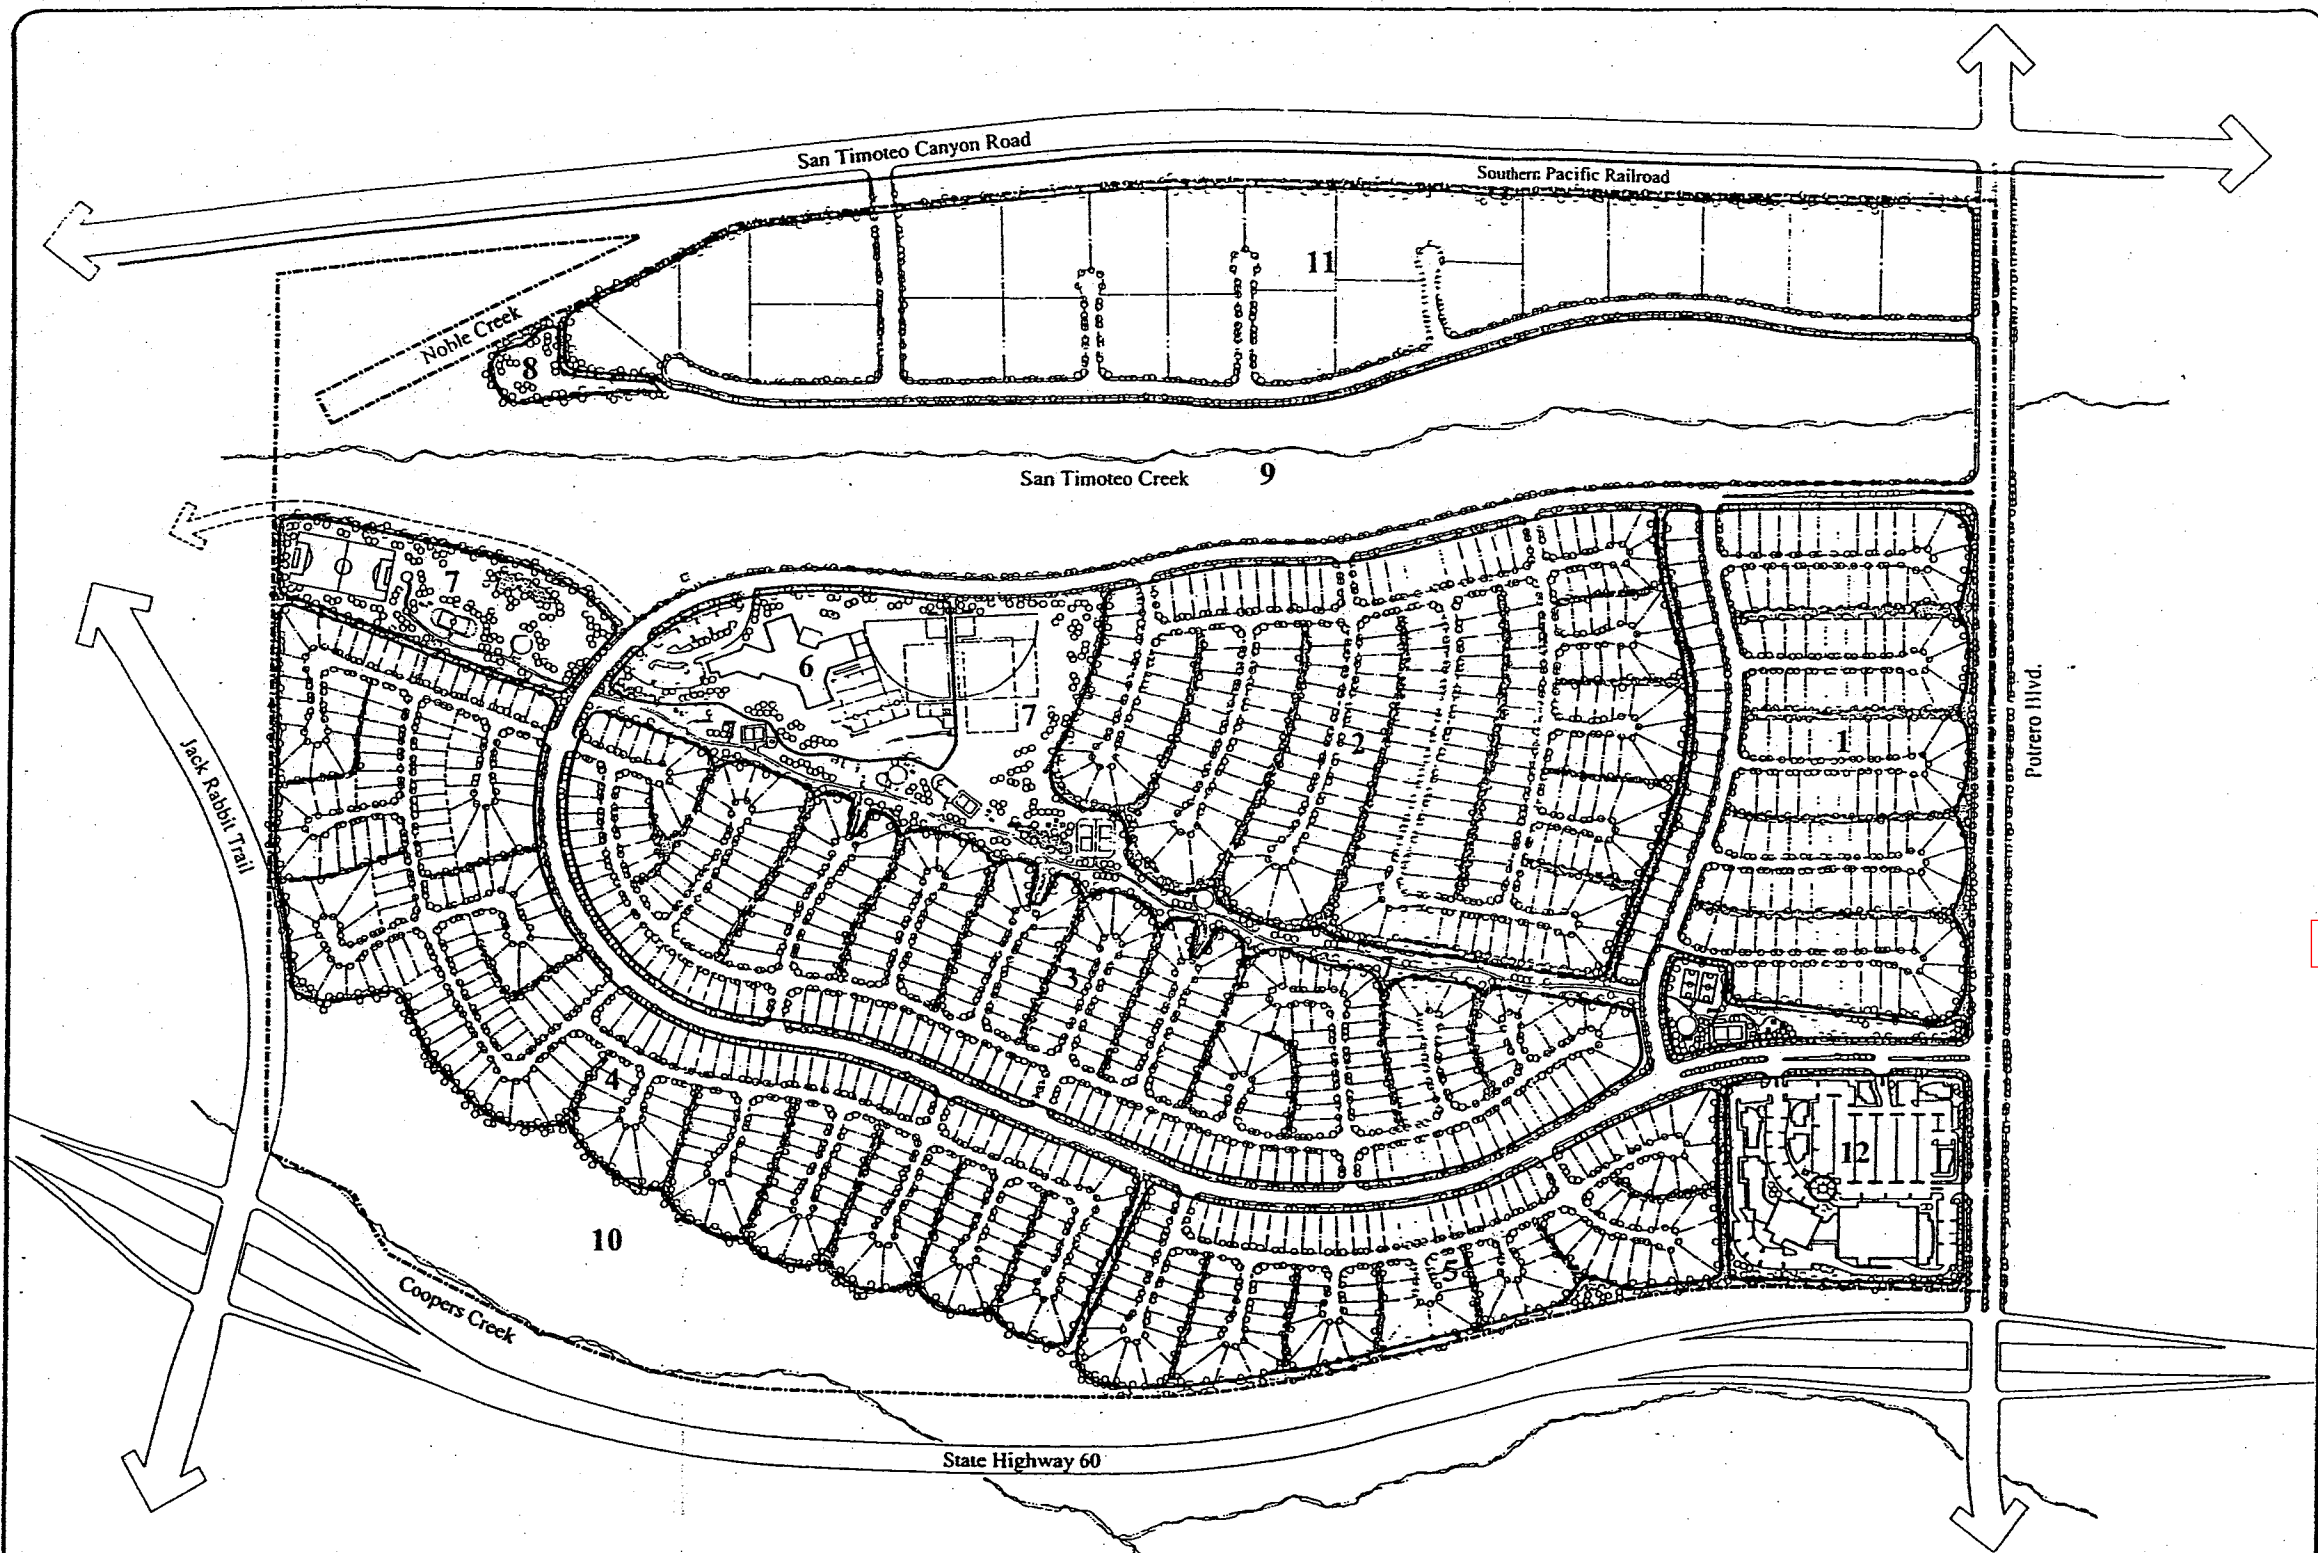 San Timoteo Canyon Road
Southern Pacific Railroad
11
Noble Creek
8
9
San Timoteo Creek
7
6
7
7
2
1
Potrero Blvd.
Jack Rabbit Trail
3
4
12
10
5
Coopers Creek
State Highway 60